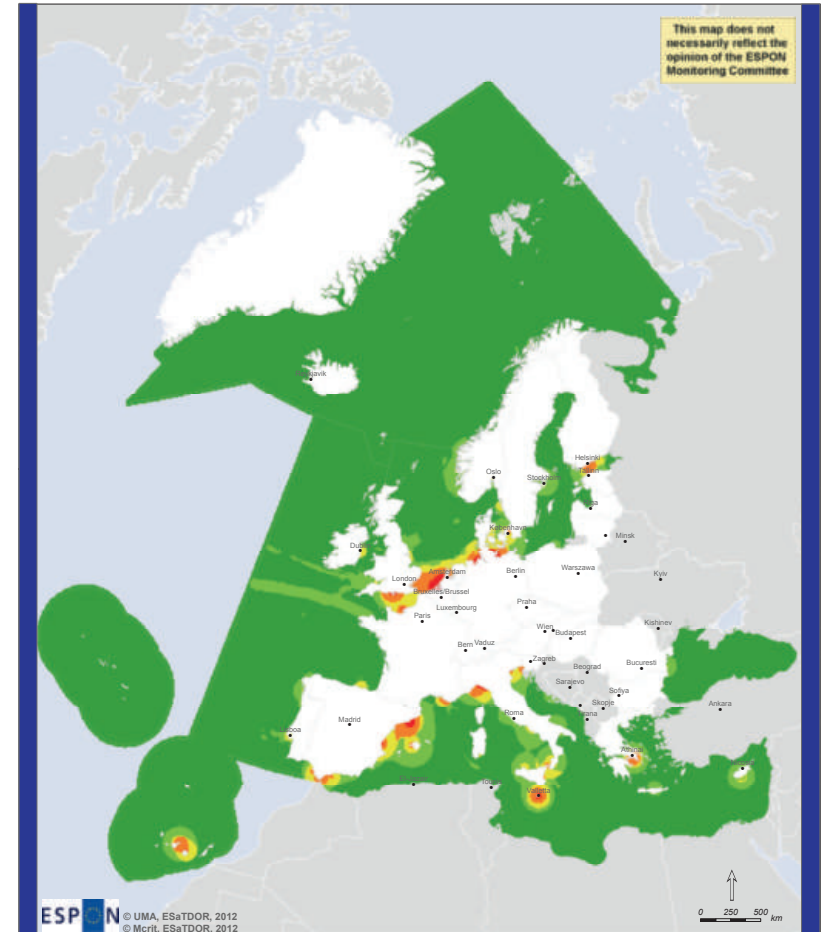 This map does not
necessarily reflect the
opinion of the ESPON
Monitoring Committee
Helsinki
Oslo
Stockholm
København
Minsk
Amsterdam
London
Berlin
Warszawa
Kyiv
Bruxelles/Brussel
Luxembourg
Praha
Paris
Kishinev
Wien
Budapest
Bern
Vaduz
Zagreb
Beograd
Bucuresti
Sarajevo
Sofiya
Skopje
Roma
Madrid
Ankara
Athinai
Valletta
0 250 500 km
ESPON
© UMA, ESaTDOR, 2012
© Mcrit, ESaTDOR, 2012